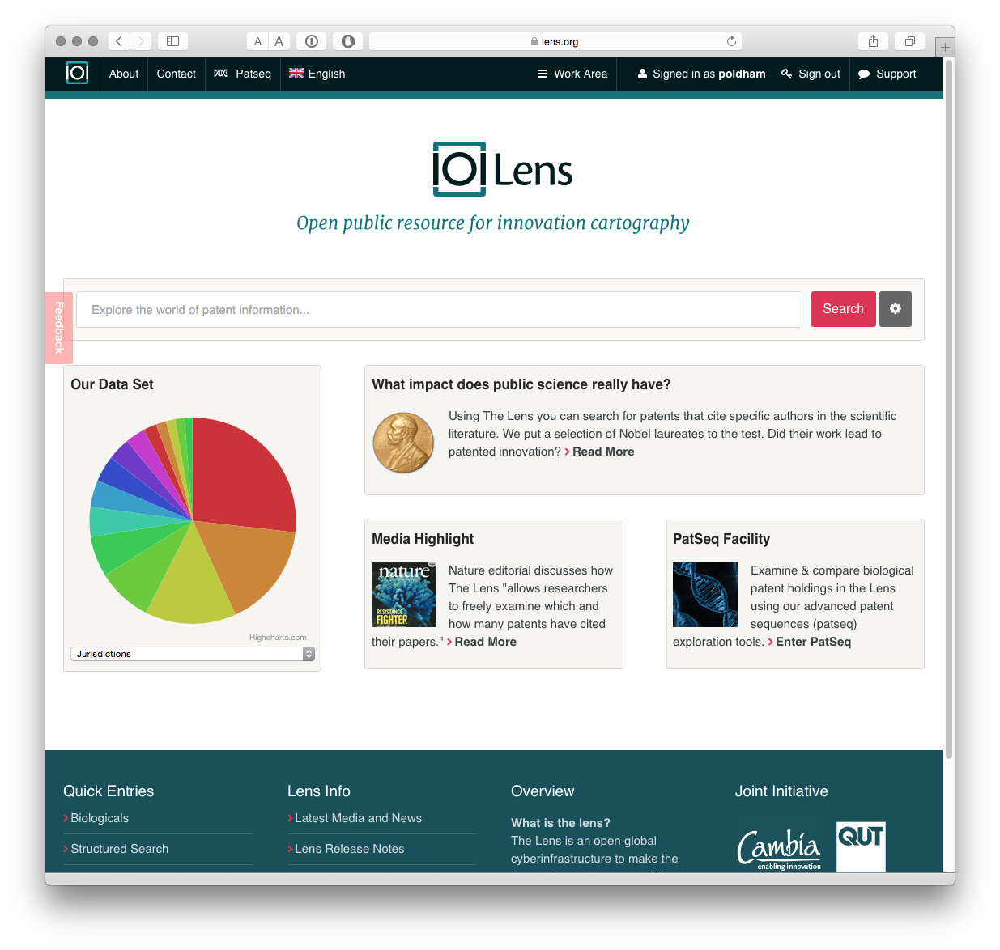 A A
lens.org
About Contact Patseq English Work Area Signed in as poldham Sign out Support
IOI Lens
Open public resource for innovation cartography
Feedback
Explore the world of patent information...
Search
Our Data Set
Highcharts.com
Jurisdictions
What impact does public science really have?
Using The Lens you can search for patents that cite specific authors in the scientific
literature. We put a selection of Nobel laureates to the test. Did their work lead to
patented innovation? Read More
Media Highlight
nature
RESISTANCE
FIGHTER
Nature editorial discusses how
The Lens "allows researchers
to freely examine which and
how many patents have cited
their papers." Read More
PatSeq Facility
Examine & compare biological
patent holdings in the Lens
using our advanced patent
sequences (patseq)
exploration tools. Enter PatSeq
Quick Entries
Biologicals
Structured Search
Lens Info
Latest Media and News
Lens Release Notes
Overview
What is the lens?
The Lens is an open global
cyberinfrastructure to make the
Joint Initiative
Cambia
enabling innovation
QUT